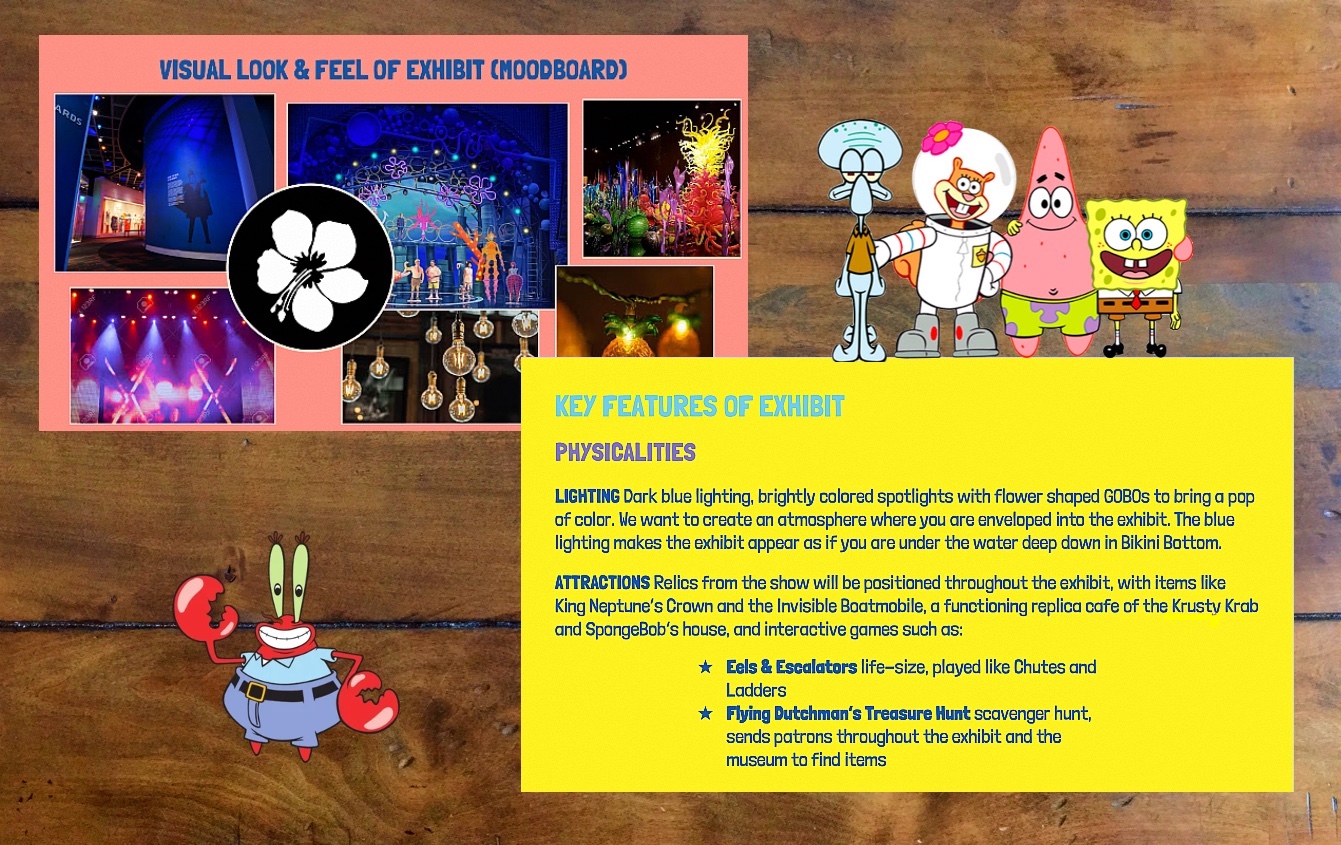 VISUAL LOOK & FEEL OF EXHIBIT (MOODBOARD)
ARDS
KEY FEATURES OF EXHIBIT
PHYSICALITIES
LIGHTING Dark blue lighting, brightly colored spotlights with flower shaped GOBOs to bring a pop
of color. We want to create an atmosphere where you are enveloped into the exhibit. The blue
lighting makes the exhibit appear as if you are under the water deep down in Bikini Bottom.
ATTRACTIONS Relics from the show will be positioned throughout the exhibit, with items like
King Neptune's Crown and the Invisible Boatmobile, a functioning replica cafe of the Krusty Krab
and SpongeBob's house, and interactive games such as:
★ Eels & Escalators life-size, played like Chutes and
Ladders
★ Flying Dutchman's Treasure Hunt scavenger hunt,
sends patrons throughout the exhibit and the
museum to find items